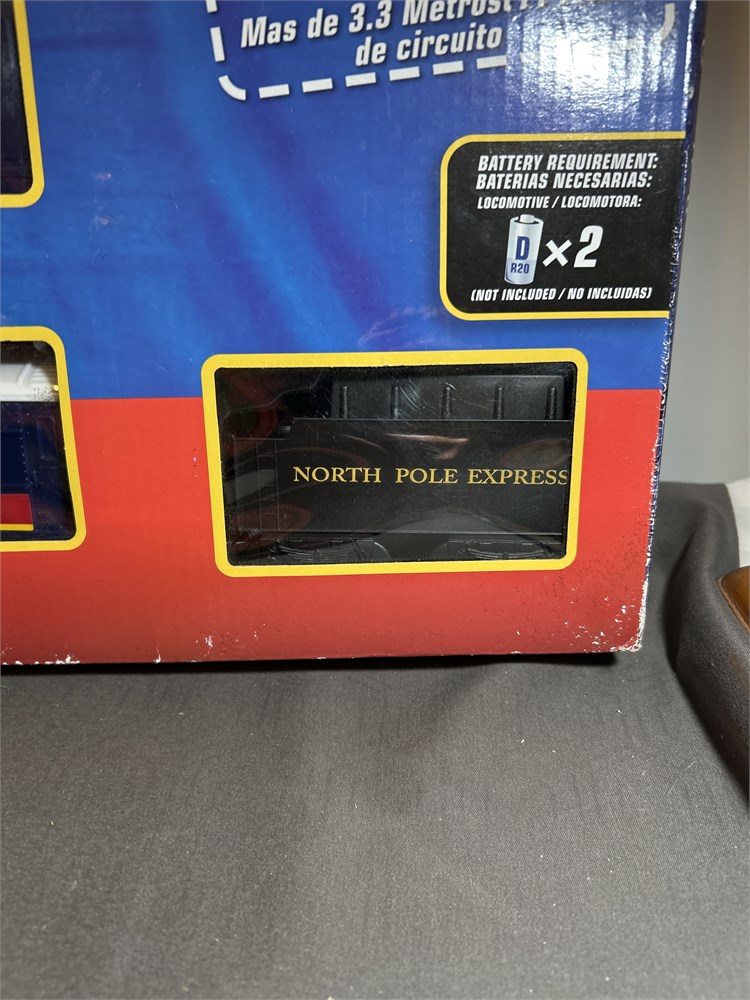 Mas de 3.3 Metros
de circuito
BATTERY REQUIREMENT:
BATERIAS NECESARIAS:
LOCOMOTIVE / LOCOMOTORA:
D
R20
×2
(NOT INCLUDED / NO INCLUIDAS)
NORTH POLE EXPRESS